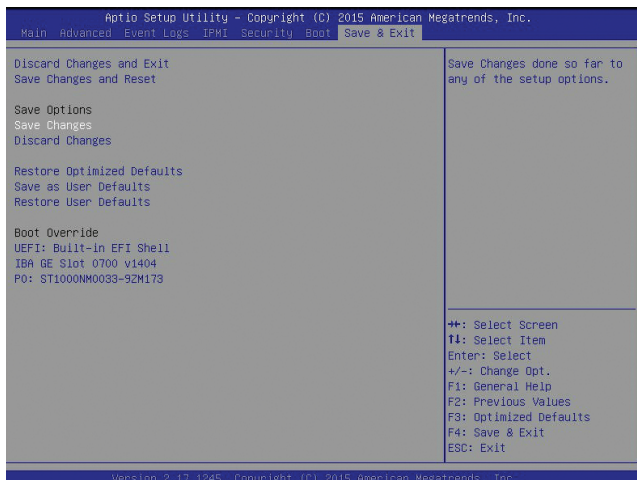 Aptio Setup Utility – Copyright (C) 2015 American Megatrends, Inc.
Main Advanced Event Logs IPMI Security Boot Save & Exit
Discard Changes and Exit
Save Changes and Reset
Save Options
Save Changes
Discard Changes
Restore Optimized Defaults
Save as User Defaults
Restore User Defaults
Boot Override
UEFI: Built-in EFI Shell
IBA GE Slot 0700 v1404
P0: ST1000NM0033-9ZM173
Save Changes done so far to
any of the setup options.
→←: Select Screen
↑↓: Select Item
Enter: Select
+/-: Change Opt.
F1: General Help
F2: Previous Values
F3: Optimized Defaults
F4: Save & Exit
ESC: Exit
Version 2.17.1245. Copyright (C) 2015 American Megatrends, Inc.